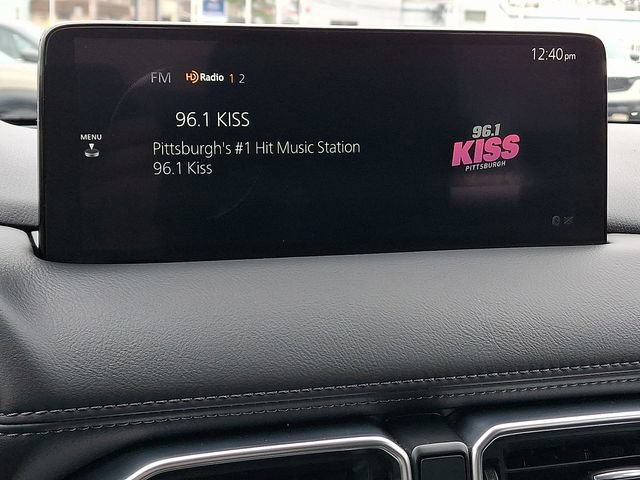 12:40pm
FM HD Radio 1 2
96.1 KISS
MENU
Pittsburgh's #1 Hit Music Station
96.1 Kiss
96.1
KISS
PITTSBURGH